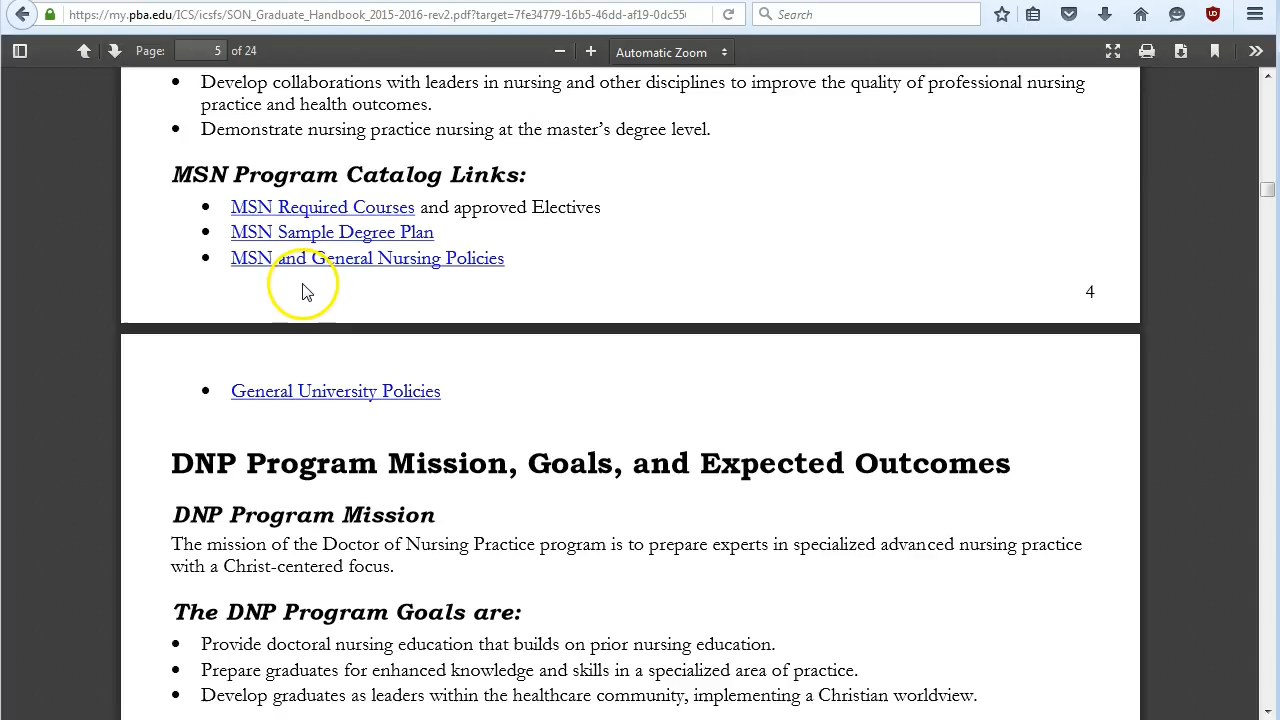 https://my.pba.edu/ICS/icsfs/SON_Graduate_Handbook_2015-2016-rev2.pdf?target=7fe34779-16b5-46dd-af19-0dc55
Search
Page: 5 of 24
Automatic Zoom
• Develop collaborations with leaders in nursing and other disciplines to improve the quality of professional nursing
practice and health outcomes.
• Demonstrate nursing practice nursing at the master's degree level.
MSN Program Catalog Links:
• MSN Required Courses and approved Electives
• MSN Sample Degree Plan
• MSN and General Nursing Policies
4
• General University Policies
DNP Program Mission, Goals, and Expected Outcomes
DNP Program Mission
The mission of the Doctor of Nursing Practice program is to prepare experts in specialized advanced nursing practice
with a Christ-centered focus.
The DNP Program Goals are:
• Provide doctoral nursing education that builds on prior nursing education.
• Prepare graduates for enhanced knowledge and skills in a specialized area of practice.
• Develop graduates as leaders within the healthcare community, implementing a Christian worldview.